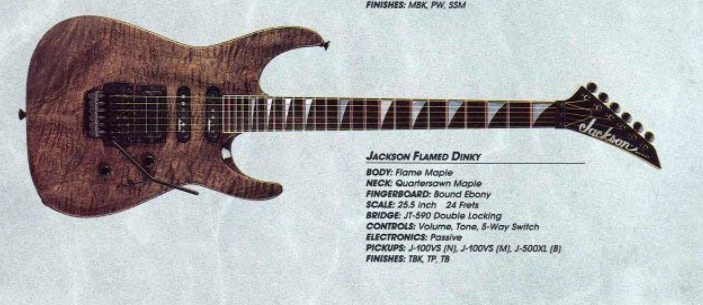 FINISHES: MBK, PW, SSM
Jackson
JACKSON FLAMED DINKY
BODY: Flame Maple
NECK: Quartersawn Maple
FINGERBOARD: Bound Ebony
SCALE: 25.5 inch 24 Frets
BRIDGE: JT-590 Double Locking
CONTROLS: Volume, Tone, 5-Way Switch
ELECTRONICS: Passive
PICKUPS: J-100VS (N), J-100VS (M), J-500XL (B)
FINISHES: TBK, TP, TB